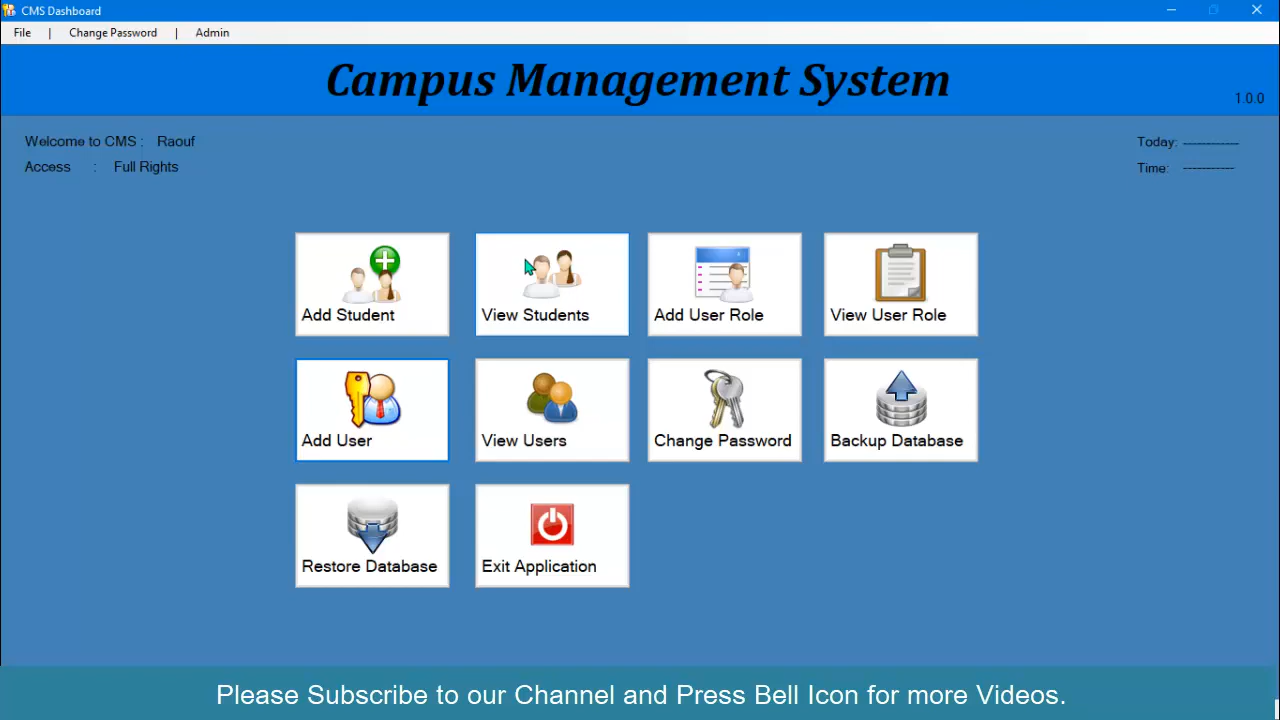 CMS Dashboard
File | Change Password | Admin
Campus Management System
1.0.0
Welcome to CMS : Raouf
Access : Full Rights
Today: ------------
Time: -----------
Add Student
View Students
Add User Role
View User Role
Add User
View Users
Change Password
Backup Database
Restore Database
Exit Application
Please Subscribe to our Channel and Press Bell Icon for more Videos.